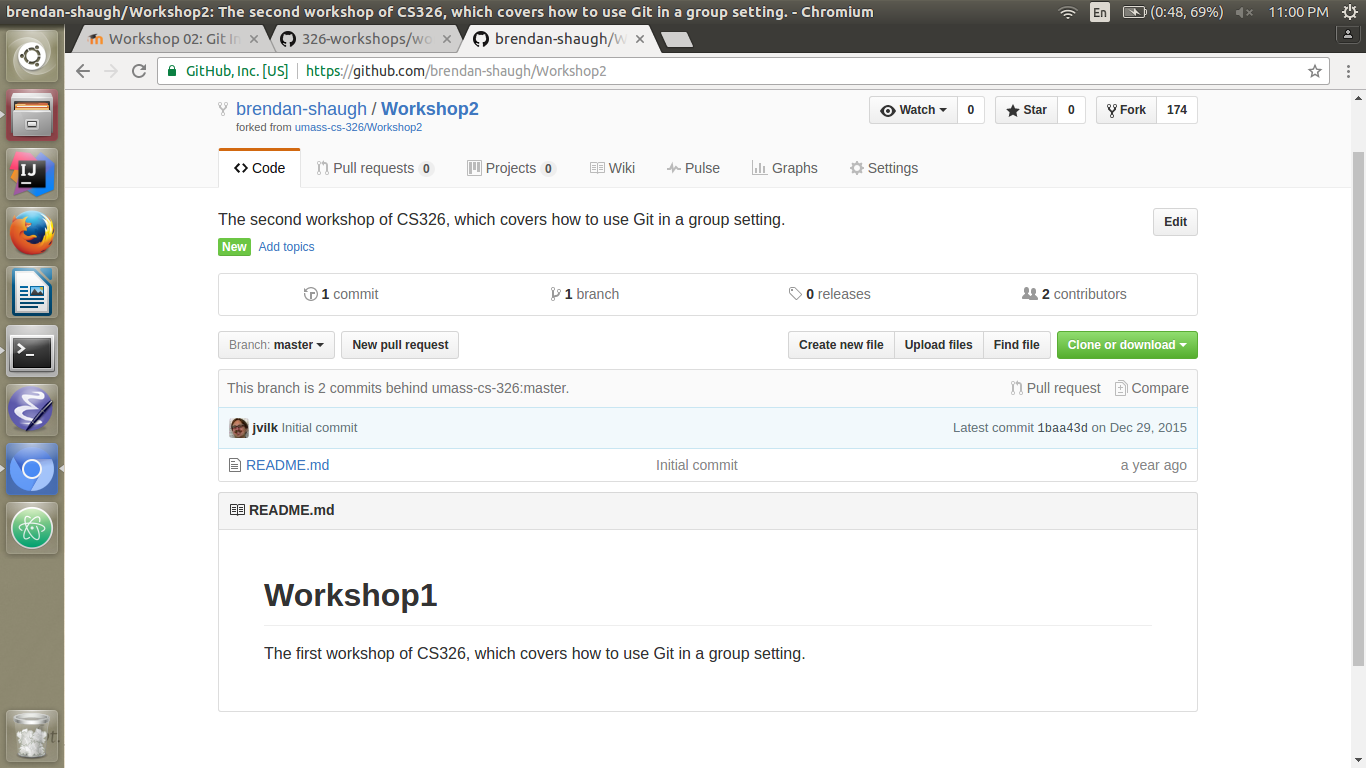 brendan-shaugh/Workshop2: The second workshop of CS326, which covers how to use Git in a group setting. - Chromium
En (0:48, 69%) 11:00 PM
Workshop 02: Git In
326-workshops/wo
brendan-shaugh/W
GitHub, Inc. [US] https://github.com/brendan-shaugh/Workshop2
brendan-shaugh / Workshop2
forked from umass-cs-326/Workshop2
Watch 0 Star 0 Fork 174
Code Pull requests 0 Projects 0 Wiki Pulse Graphs Settings
The second workshop of CS326, which covers how to use Git in a group setting.
Edit
New Add topics
1 commit 1 branch 0 releases 2 contributors
Branch: master New pull request Create new file Upload files Find file Clone or download
This branch is 2 commits behind umass-cs-326:master. Pull request Compare
jvilk Initial commit Latest commit 1baa43d on Dec 29, 2015
README.md Initial commit a year ago
README.md
Workshop1
The first workshop of CS326, which covers how to use Git in a group setting.
IJ